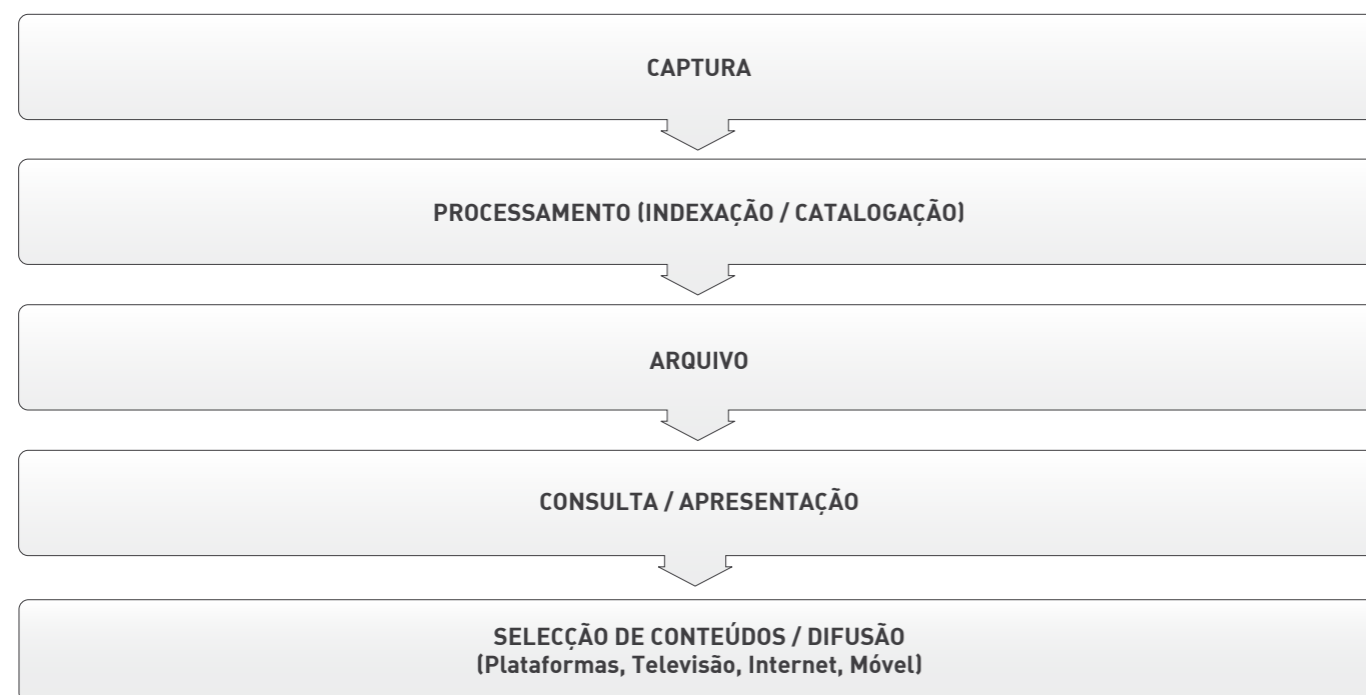 CAPTURA
PROCESSAMENTO (INDEXAÇÃO / CATALOGAÇÃO)
ARQUIVO
CONSULTA / APRESENTAÇÃO
SELECÇÃO DE CONTEÚDOS / DIFUSÃO
(Plataformas, Televisão, Internet, Móvel)